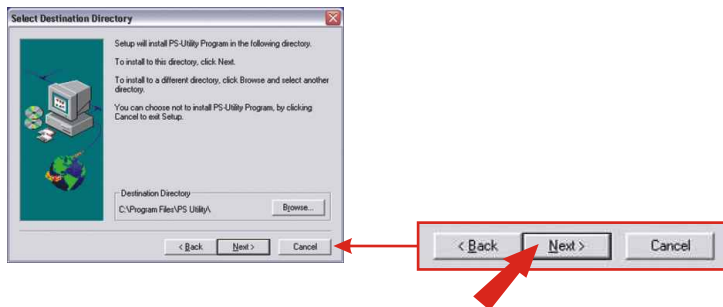 Select Destination Directory
Setup will install PS-Utility Program in the following directory.
To install to this directory, click Next.
To install to a different directory, click Browse and select another
directory.
You can choose not to install PS-Utility Program, by clicking
Cancel to exit Setup.
Destination Directory
C:\Program Files\PS Utility\
Browse...
< Back
Next >
Cancel
< Back
Next >
Cancel